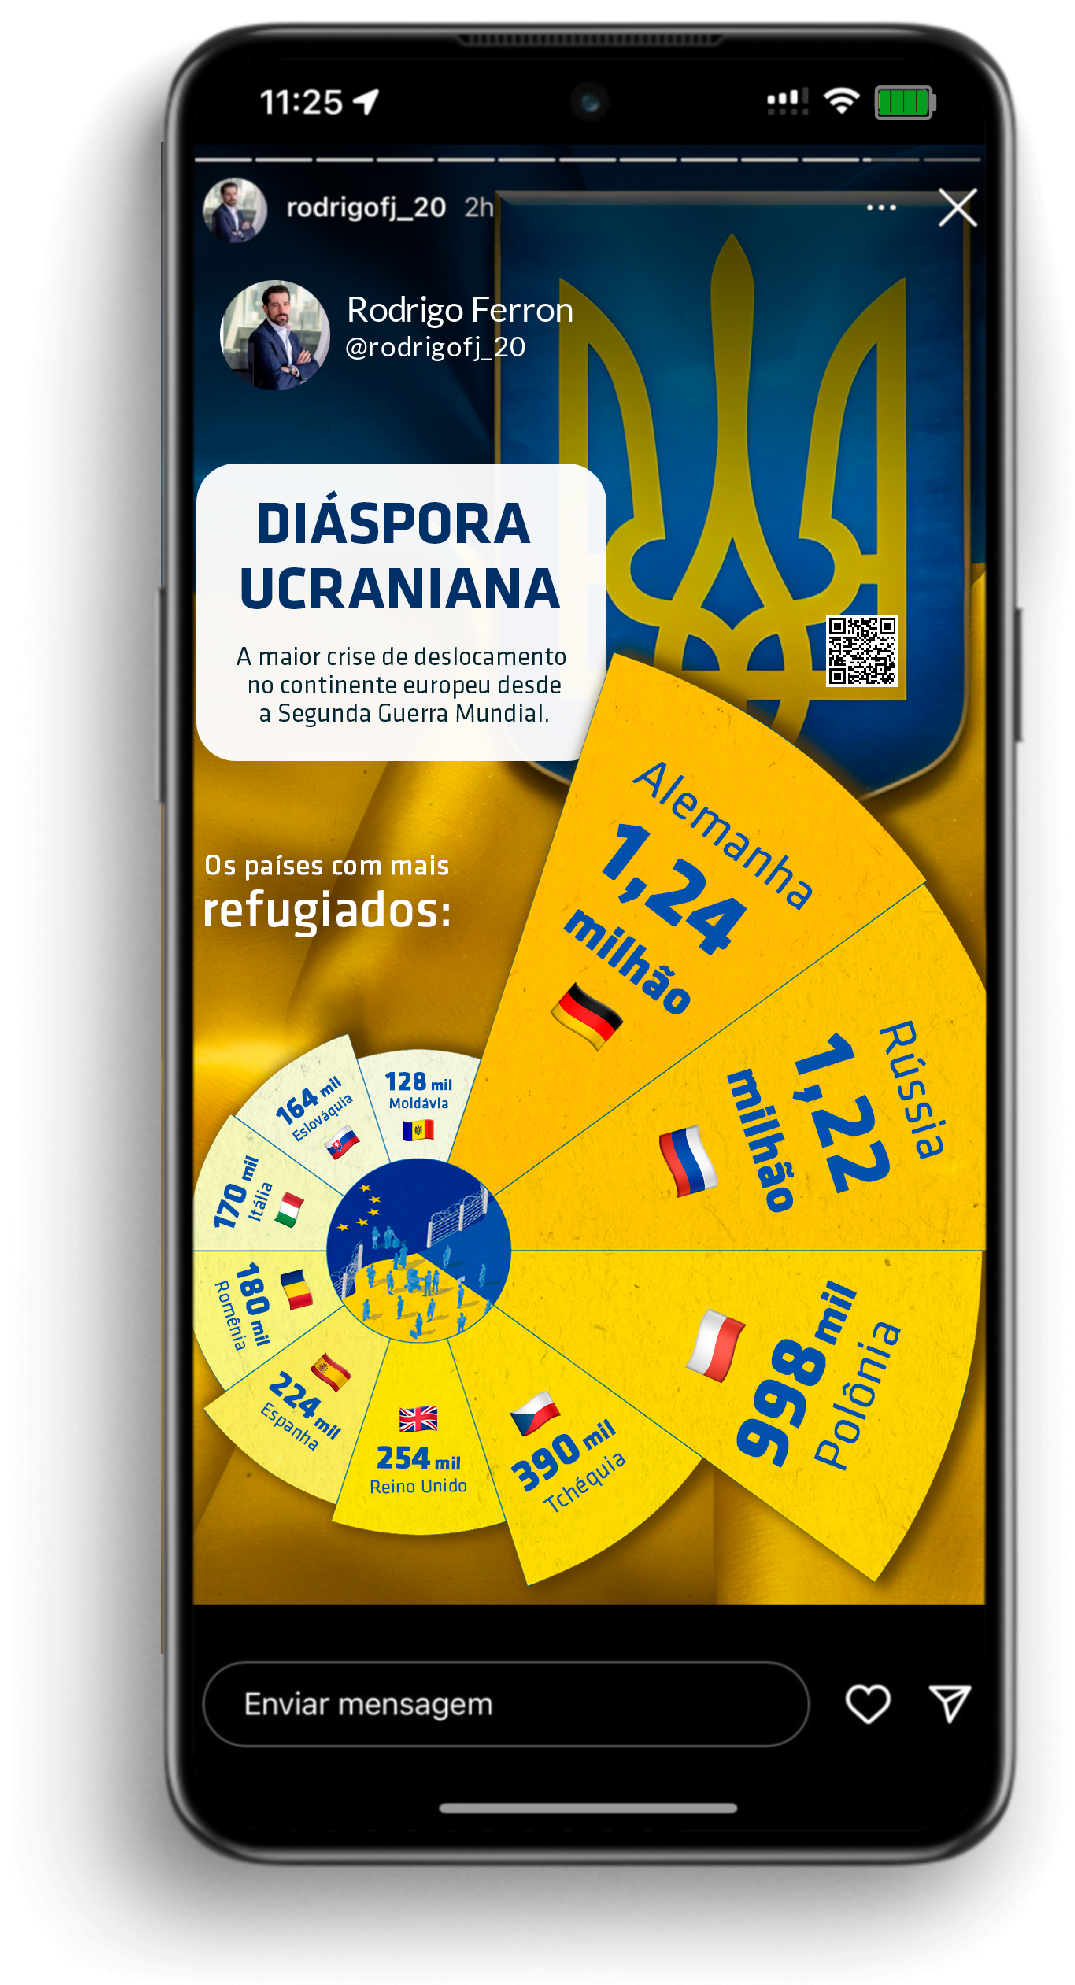 11:25
rodrigofj_20 2h
Rodrigo Ferron
@rodrigofj_20
DIÁSPORA
UCRANIANA
A maior crise de deslocamento
no continente europeu desde
a Segunda Guerra Mundial.
Os países com mais
refugiados:
Alemanha
1,24
milhão
Rússia
1,22
milhão
998 mil
Polônia
390 mil
Tchéquia
254 mil
Reino Unido
224 mil
Espanha
180 mil
Romênia
170 mil
Itália
164 mil
Eslováquia
128 mil
Moldávia
Enviar mensagem